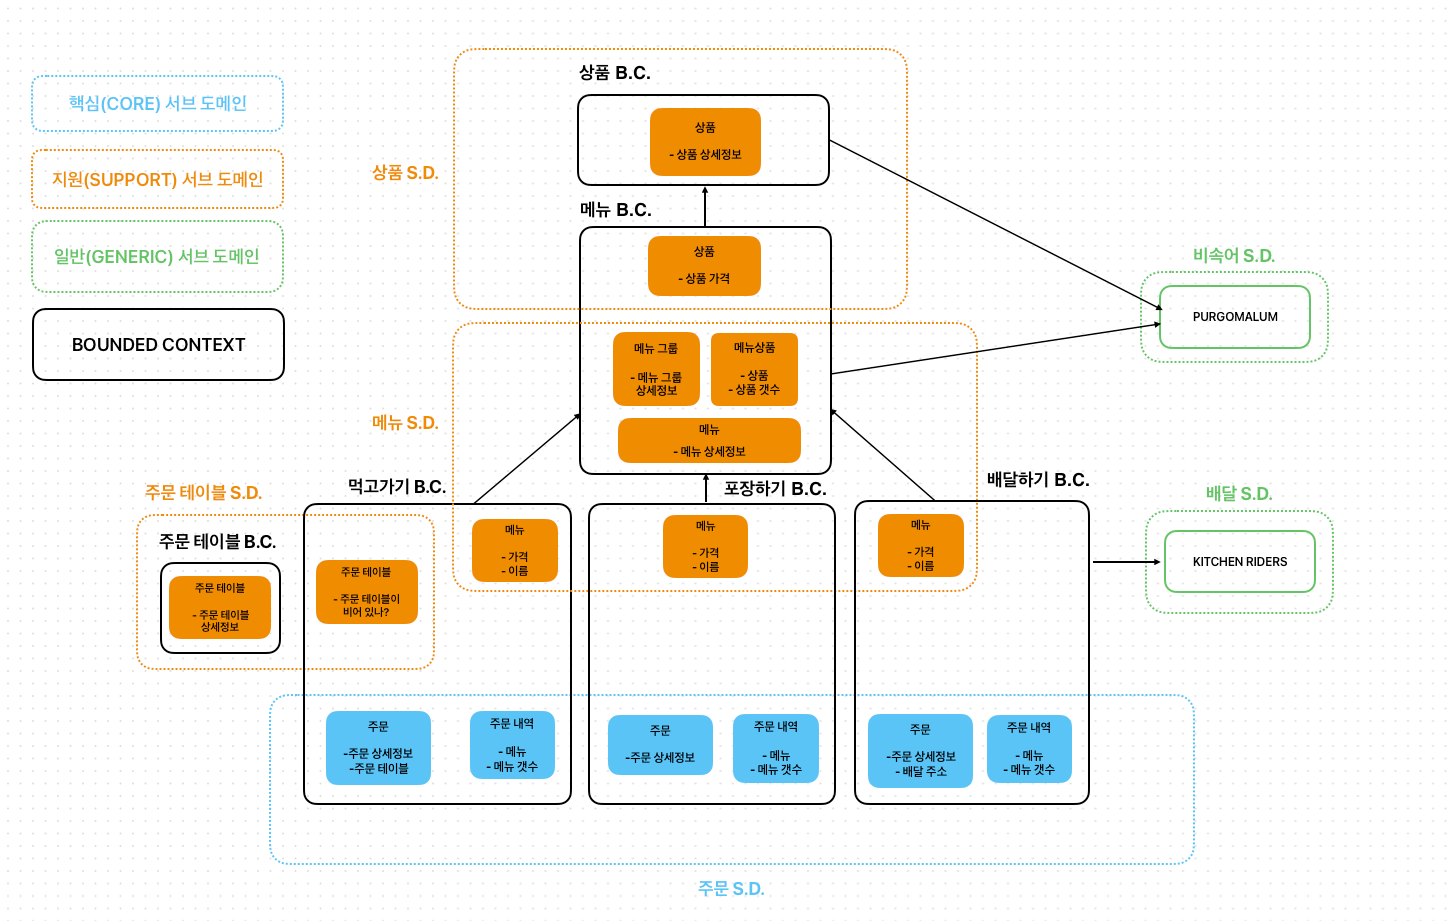 핵심(CORE) 서브 도메인
지원(SUPPORT) 서브 도메인
일반(GENERIC) 서브 도메인
BOUNDED CONTEXT
상품 S.D.
상품 B.C.
상품
- 상품 상세정보
메뉴 B.C.
상품
- 상품 가격
메뉴 S.D.
메뉴 그룹
- 메뉴 그룹
상세정보
메뉴상품
- 상품
- 상품 갯수
메뉴
- 메뉴 상세정보
비속어 S.D.
PURGOMALUM
배달 S.D.
KITCHEN RIDERS
주문 테이블 S.D.
주문 테이블 B.C.
주문 테이블
- 주문 테이블
상세정보
먹고가기 B.C.
주문 테이블
- 주문 테이블이
비어 있나?
메뉴
- 가격
- 이름
포장하기 B.C.
메뉴
- 가격
- 이름
배달하기 B.C.
메뉴
- 가격
- 이름
주문
-주문 상세정보
-주문 테이블
주문 내역
- 메뉴
- 메뉴 갯수
주문
-주문 상세정보
주문 내역
- 메뉴
- 메뉴 갯수
주문
-주문 상세정보
- 배달 주소
주문 내역
- 메뉴
- 메뉴 갯수
주문 S.D.